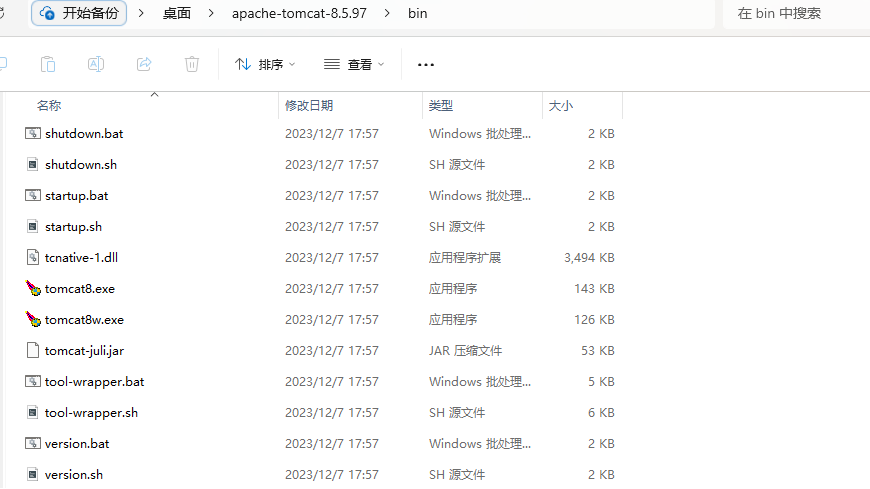 开始备份 > 桌面 > apache-tomcat-8.5.97 > bin 在 bin 中搜索
排序 查看 ...
名称 修改日期 类型 大小
shutdown.bat 2023/12/7 17:57 Windows 批处理... 2 KB
shutdown.sh 2023/12/7 17:57 SH 源文件 2 KB
startup.bat 2023/12/7 17:57 Windows 批处理... 2 KB
startup.sh 2023/12/7 17:57 SH 源文件 2 KB
tcnative-1.dll 2023/12/7 17:57 应用程序扩展 3,494 KB
tomcat8.exe 2023/12/7 17:57 应用程序 143 KB
tomcat8w.exe 2023/12/7 17:57 应用程序 126 KB
tomcat-juli.jar 2023/12/7 17:57 JAR 压缩文件 53 KB
tool-wrapper.bat 2023/12/7 17:57 Windows 批处理... 5 KB
tool-wrapper.sh 2023/12/7 17:57 SH 源文件 6 KB
version.bat 2023/12/7 17:57 Windows 批处理... 2 KB
version.sh 2023/12/7 17:57 SH 源文件 2 KB